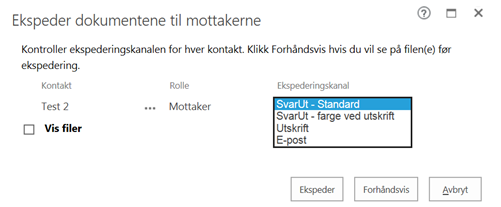 Ekspeder dokumentene til mottakerne
Kontroller ekspederingskanalen for hver kontakt. Klikk Forhåndsvis hvis du vil se på filen(e) før
ekspedering.
Kontakt Rolle Ekspederingskanal
Test 2 ... Mottaker SvarUt - Standard
SvarUt - farge ved utskrift
Utskrift
E-post
Vis filer
Ekspeder Forhåndsvis Avbryt